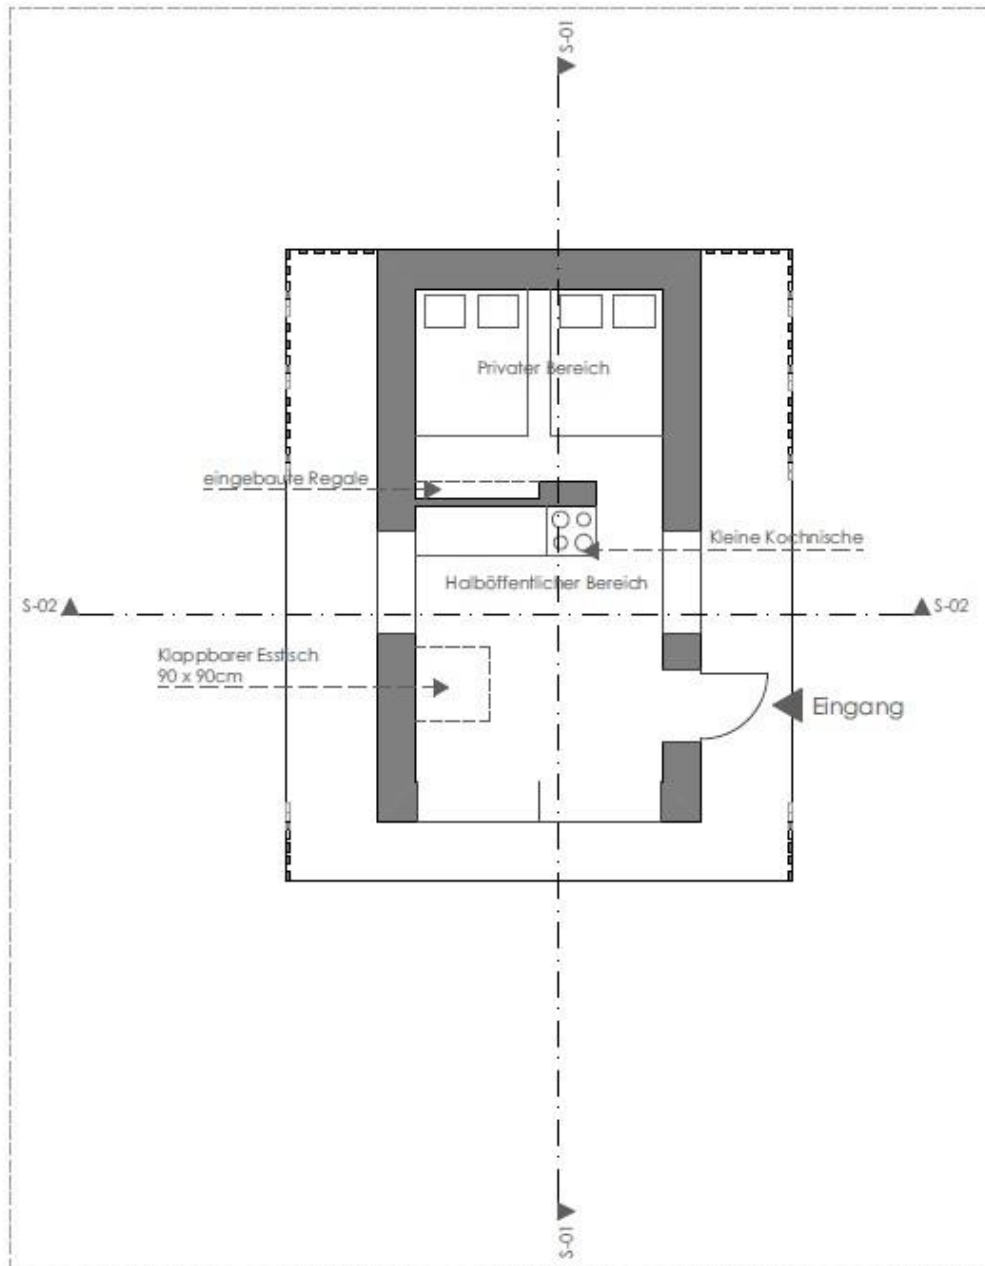 S-01
Privater Bereich
eingebaute Regale
Kleine Kochnische
Halböffentlicher Bereich
S-02
S-02
Klappbarer Esstisch
90 x 90cm
Eingang
S-01